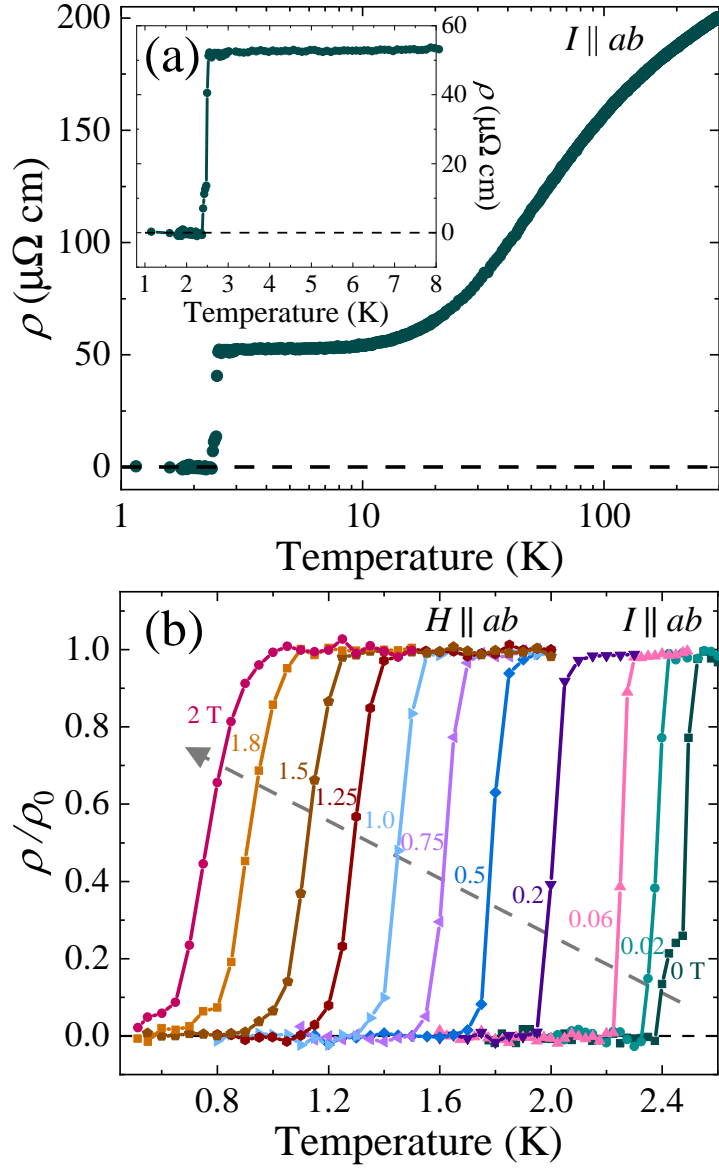 200
150
100
50
0
ρ (μΩ cm)
(a)
I || ab
60
40
20
0
ρ (μΩ cm)
1 2 3 4 5 6 7 8
Temperature (K)
1 10 100
Temperature (K)
(b)
H || ab I || ab
1.0
0.8
0.6
0.4
0.2
0.0
ρ/ρ0
2 T
1.8
1.5
1.25
1.0
0.75
0.5
0.2
0.06
0.02
0 T
0.8 1.2 1.6 2.0 2.4
Temperature (K)